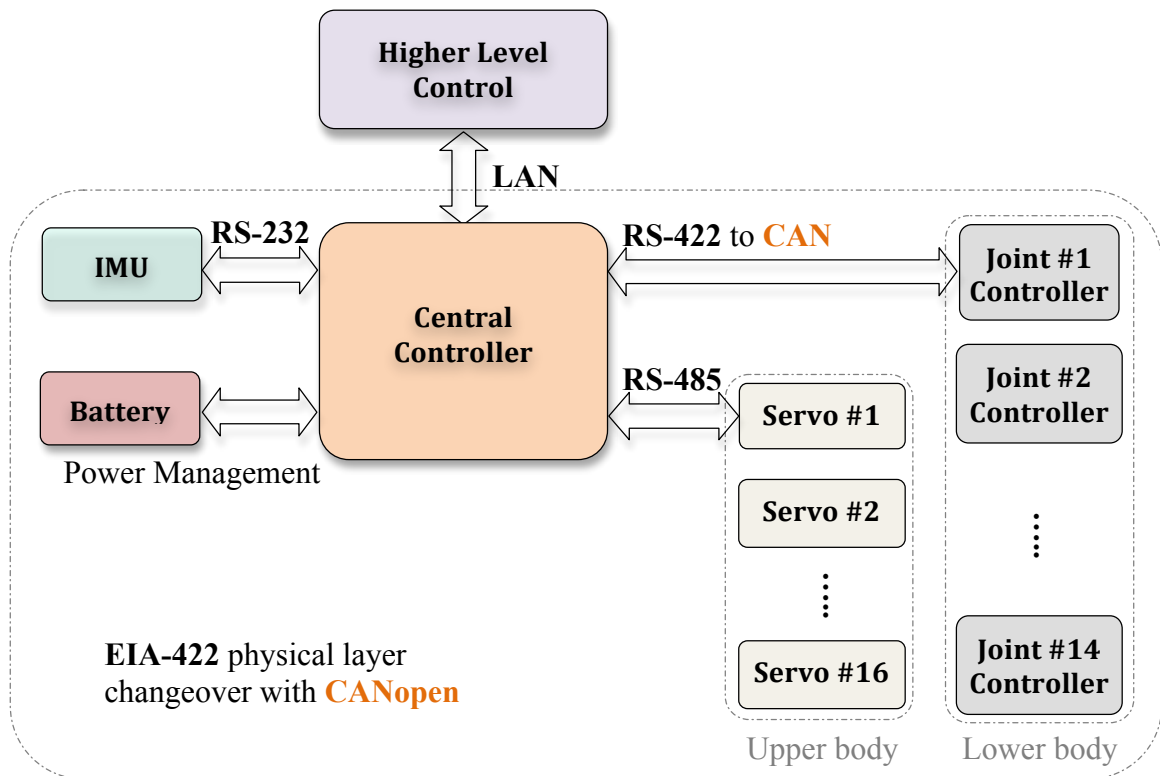 Higher Level
Control
LAN
RS-232
RS-422 to CAN
IMU
Joint #1
Controller
Central
Controller
Joint #2
Controller
RS-485
Battery
Servo #1
Power Management
Servo #2
Servo #16
Joint #14
Controller
EIA-422 physical layer
changeover with CANopen
Upper body
Lower body